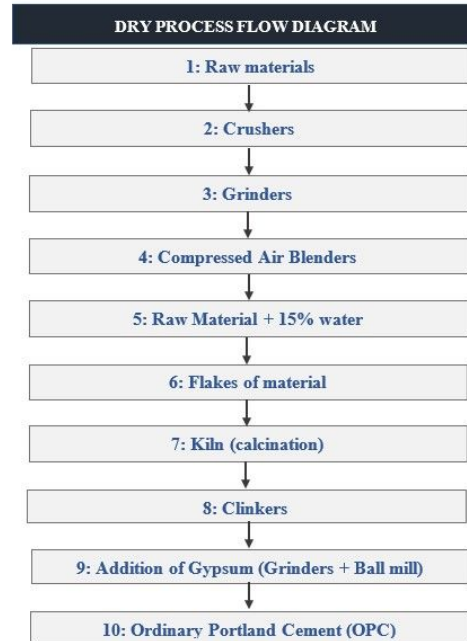 DRY PROCESS FLOW DIAGRAM
1: Raw materials
2: Crushers
3: Grinders
4: Compressed Air Blenders
5: Raw Material + 15% water
6: Flakes of material
7: Kiln (calcination)
8: Clinkers
9: Addition of Gypsum (Grinders + Ball mill)
10: Ordinary Portland Cement (OPC)